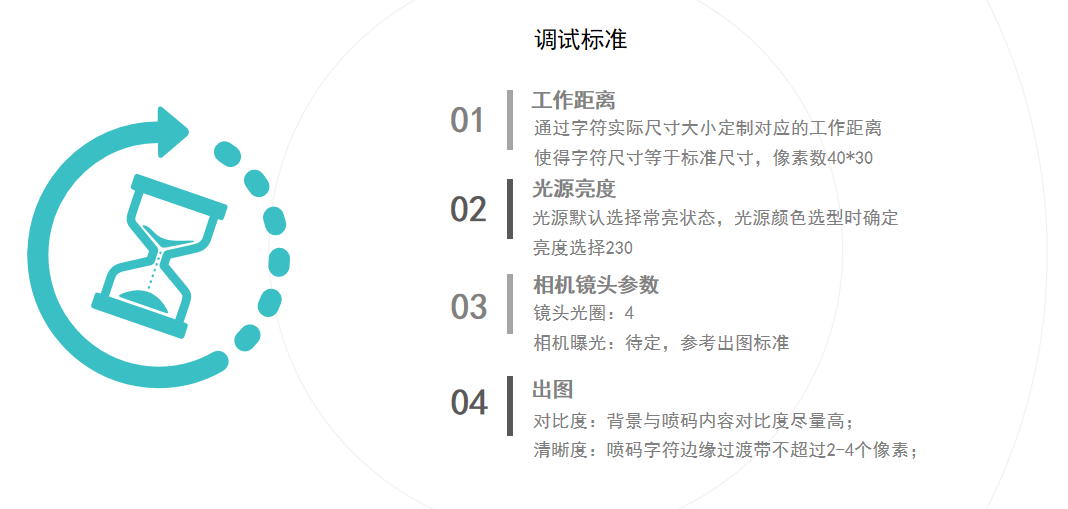 调试标准
01
工作距离
通过字符实际尺寸大小定制对应的工作距离
使得字符尺寸等于标准尺寸，像素数40*30
02
光源亮度
光源默认选择常亮状态，光源颜色选型时确定
亮度选择230
03
相机镜头参数
镜头光圈：4
相机曝光：待定，参考出图标准
04
出图
对比度：背景与喷码内容对比度尽量高；
清晰度：喷码字符边缘过渡带不超过2-4个像素；